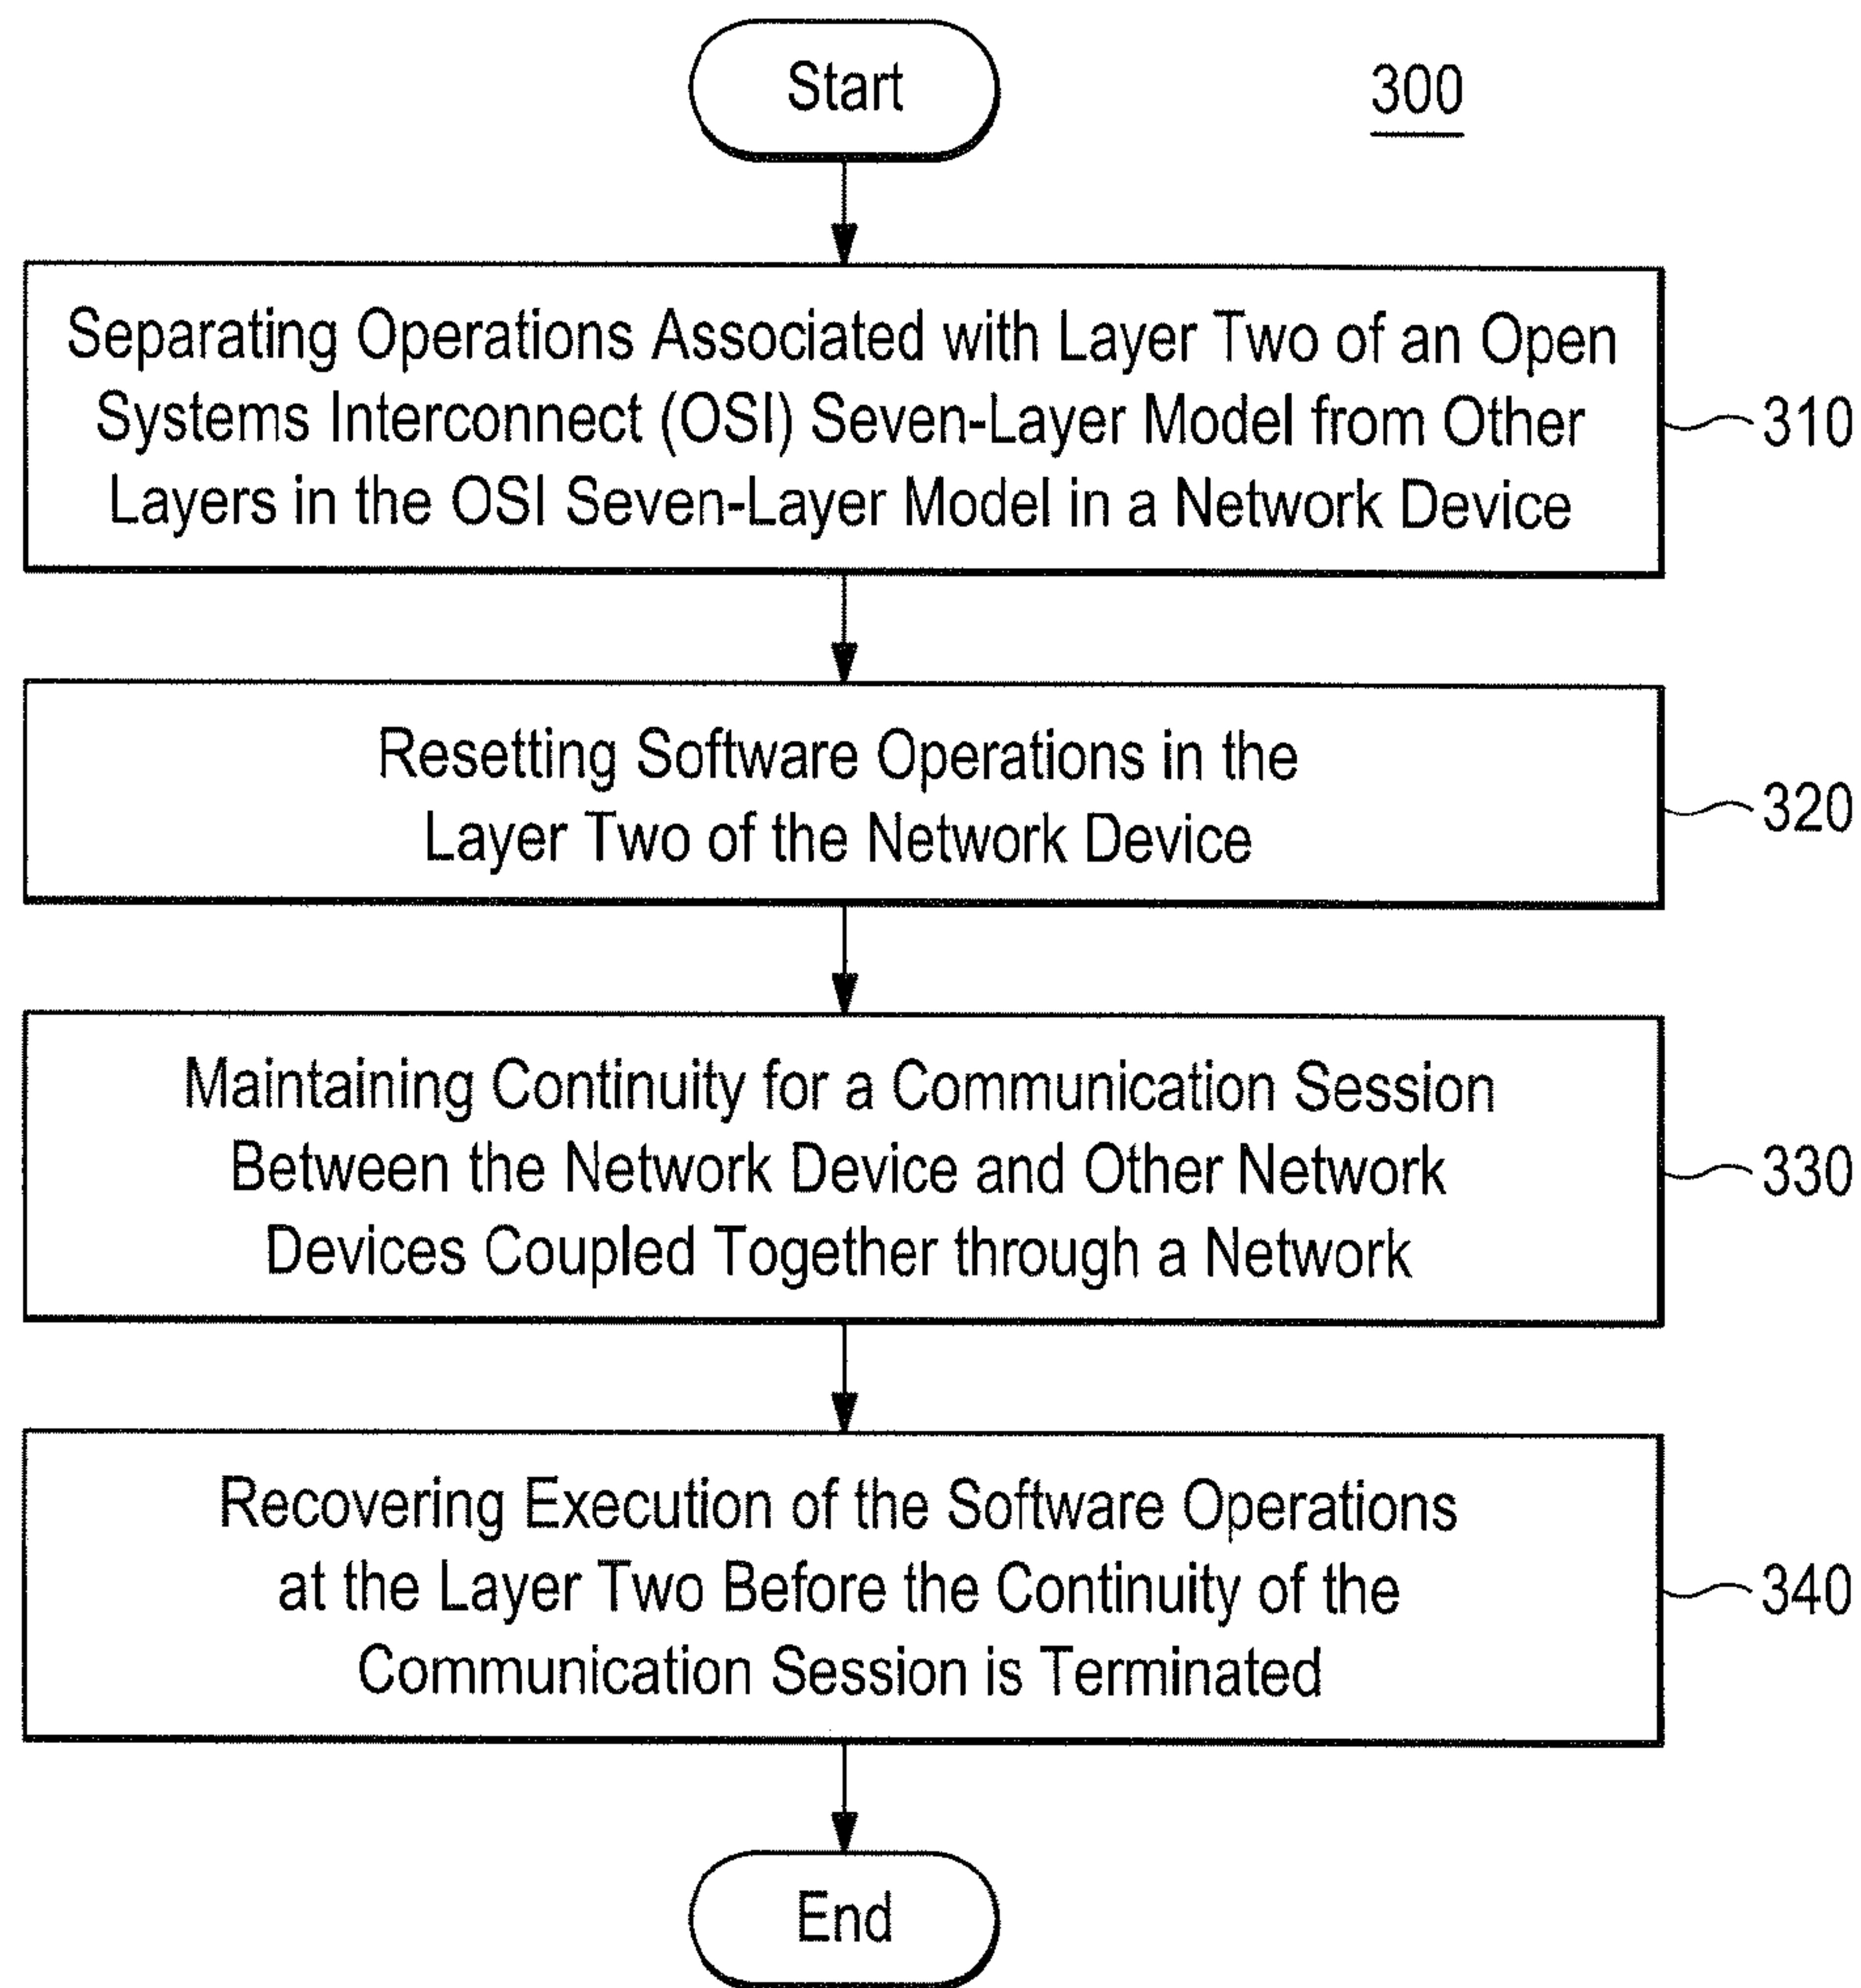 Start
300
Separating Operations Associated with Layer Two of an Open
Systems Interconnect (OSI) Seven-Layer Model from Other
Layers in the OSI Seven-Layer Model in a Network Device
310
Resetting Software Operations in the
Layer Two of the Network Device
320
Maintaining Continuity for a Communication Session
Between the Network Device and Other Network
Devices Coupled Together through a Network
330
Recovering Execution of the Software Operations
at the Layer Two Before the Continuity of the
Communication Session is Terminated
340
End